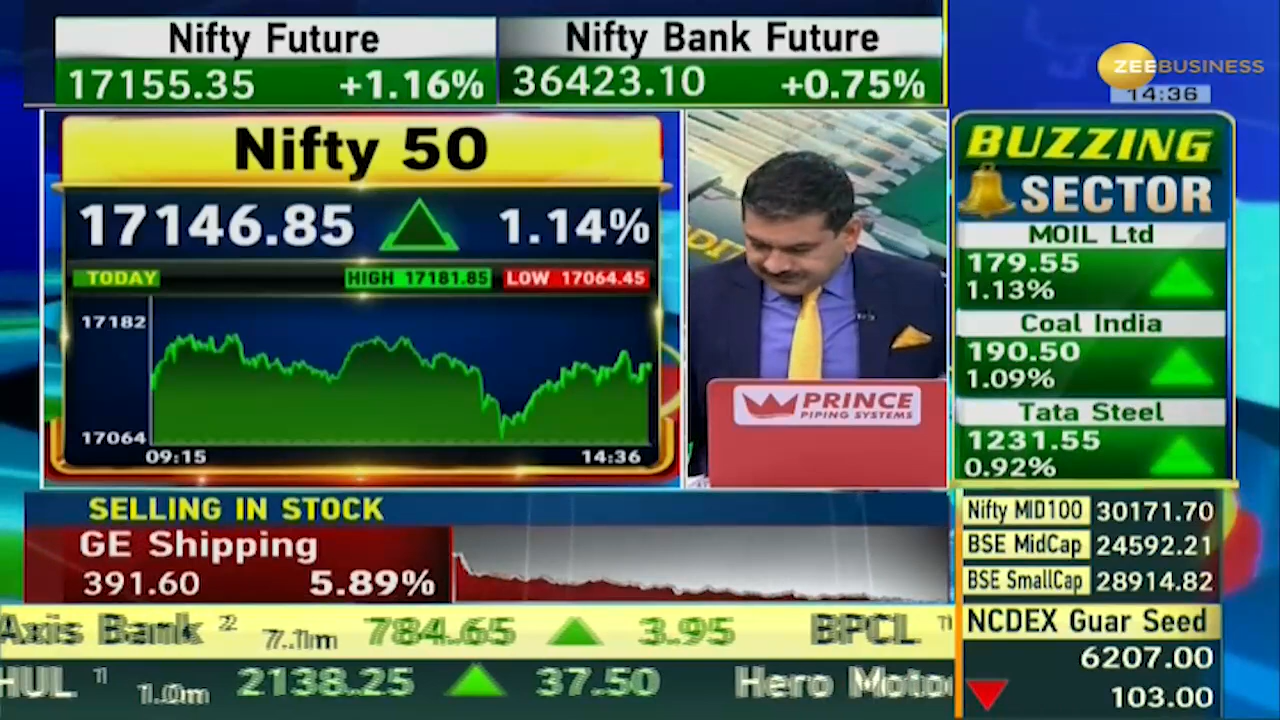 Nifty Future
17155.35 +1.16%
Nifty Bank Future
36423.10 +0.75%
ZEEBUSINESS
14:36
Nifty 50
17146.85 1.14%
TODAY HIGH 17181.85 LOW 17064.45
17182
17064
09:15 14:36
PRINCE
PIPING SYSTEMS
BUZZING
SECTOR
MOIL Ltd
179.55
1.13%
Coal India
190.50
1.09%
Tata Steel
1231.55
0.92%
SELLING IN STOCK
GE Shipping
391.60 5.89%
Nifty MID100 30171.70
BSE MidCap 24592.21
BSE SmallCap 28914.82
NCDEX Guar Seed
6207.00
103.00
Axis Bank 7.1m 784.65 3.95 BPCL
HUL 1.0m 2138.25 37.50 Hero Moto